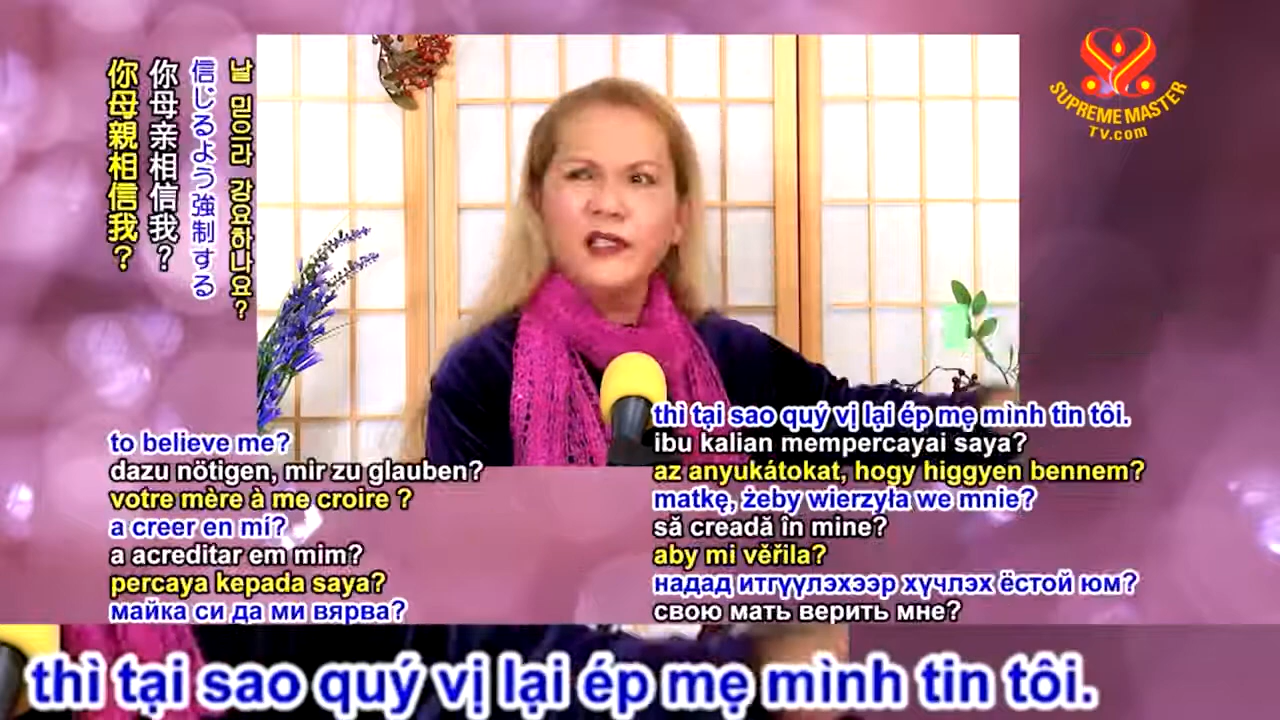 SUPREME MASTER
TV.com
你母親相信我？
你母亲相信我？
信じるよう強制する
날 믿으라 강요하나요?
to believe me?
dazu nötigen, mir zu glauben?
votre mère à me croire ?
a creer en mí?
a acreditar em mim?
percaya kepada saya?
майка си да ми вярва?
thì tại sao quý vị lại ép mẹ mình tin tôi.
ibu kalian mempercayai saya?
az anyukátokat, hogy higgyen bennem?
matkę, żeby wierzyła we mnie?
să creadă în mine?
aby mi věřila?
надад итгүүлэхээр хүчлэх ёстой юм?
свою мать верить мне?
thì tại sao quý vị lại ép mẹ mình tin tôi.